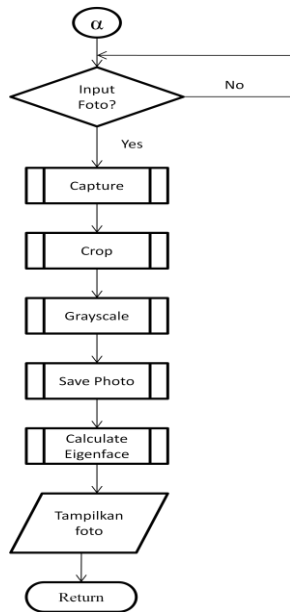 α
Input
Foto?
No
Yes
Capture
Crop
Grayscale
Save Photo
Calculate
Eigenface
Tampilkan
foto
Return